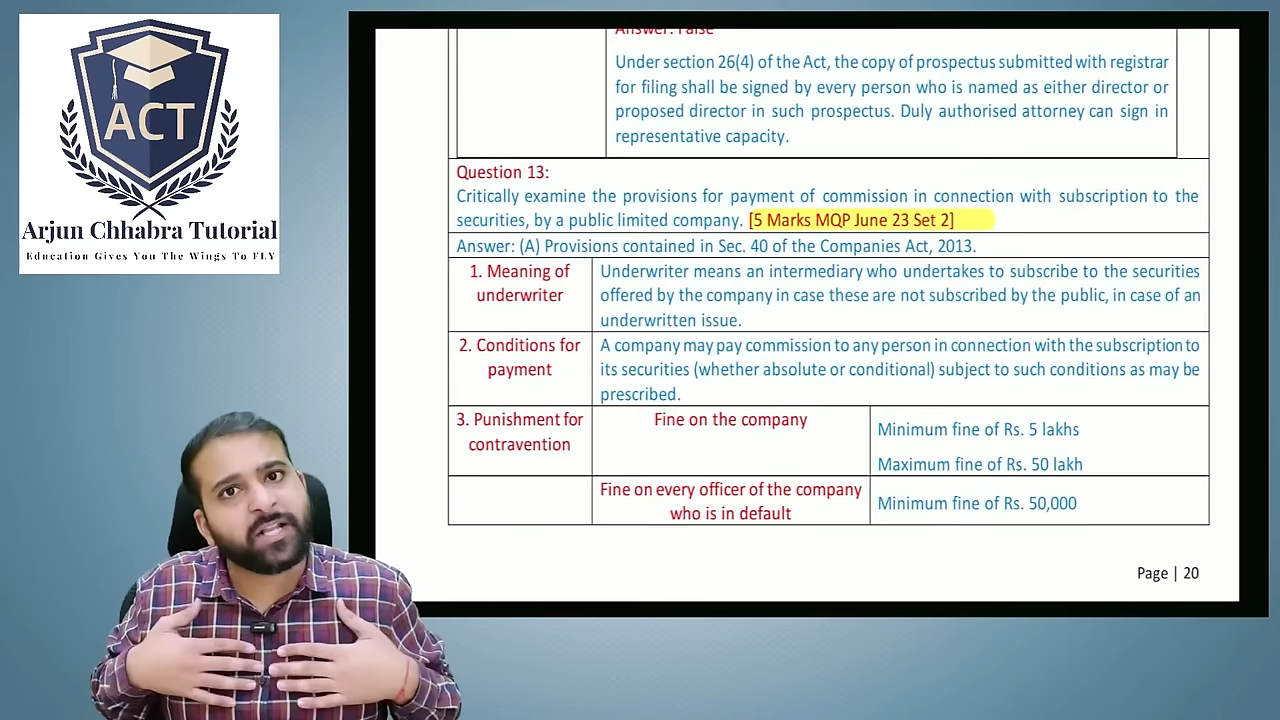 ACT
Arjun Chhabra Tutorial
Education Gives You The Wings To FLY
Answer: False
Under section 26(4) of the Act, the copy of prospectus submitted with registrar
for filing shall be signed by every person who is named as either director or
proposed director in such prospectus. Duly authorised attorney can sign in
representative capacity.
Question 13:
Critically examine the provisions for payment of commission in connection with subscription to the
securities, by a public limited company. [5 Marks MQP June 23 Set 2]
Answer: (A) Provisions contained in Sec. 40 of the Companies Act, 2013.
1. Meaning of
underwriter
Underwriter means an intermediary who undertakes to subscribe to the securities
offered by the company in case these are not subscribed by the public, in case of an
underwritten issue.
2. Conditions for
payment
A company may pay commission to any person in connection with the subscription to
its securities (whether absolute or conditional) subject to such conditions as may be
prescribed.
3. Punishment for
contravention
Fine on the company
Minimum fine of Rs. 5 lakhs
Maximum fine of Rs. 50 lakh
Fine on every officer of the company
who is in default
Minimum fine of Rs. 50,000
Page | 20